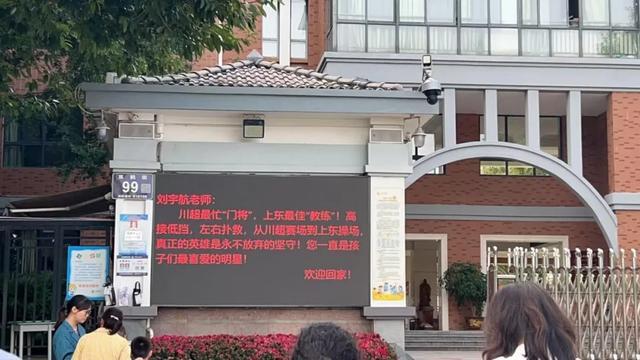 99
刘宇航老师:
川超最忙“门将”,上东最佳“教练”!高
接低挡,左右扑救,从川超赛场到上东操场,
真正的英雄是永不放弃的坚守!您一直是孩
子们最喜爱的明星!
欢迎回家!